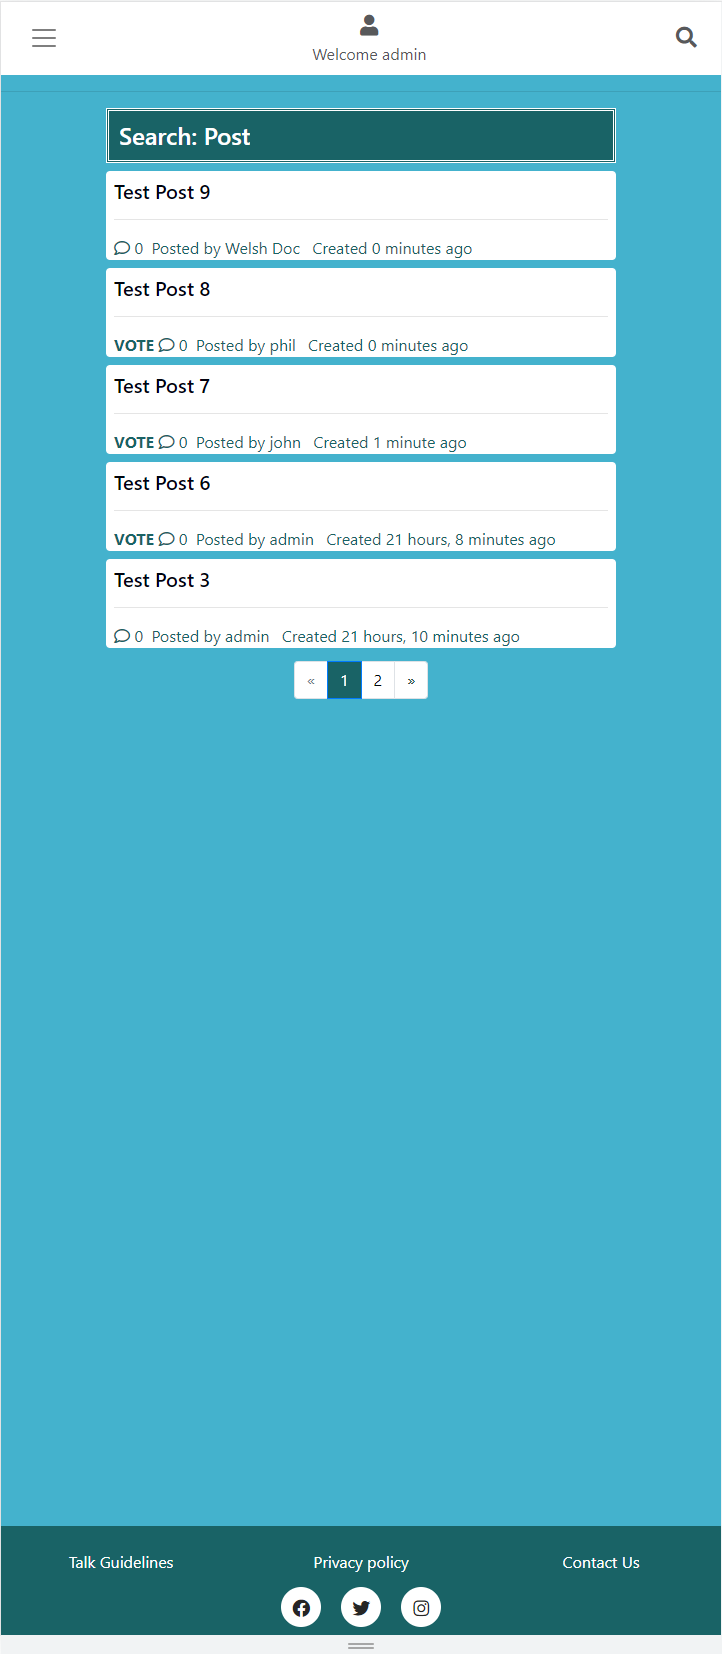 Welcome admin
Search: Post
Test Post 9
0 Posted by Welsh Doc Created 0 minutes ago
Test Post 8
VOTE 0 Posted by phil Created 0 minutes ago
Test Post 7
VOTE 0 Posted by john Created 1 minute ago
Test Post 6
VOTE 0 Posted by admin Created 21 hours, 8 minutes ago
Test Post 3
0 Posted by admin Created 21 hours, 10 minutes ago
« 1 2 »
Talk Guidelines Privacy policy Contact Us